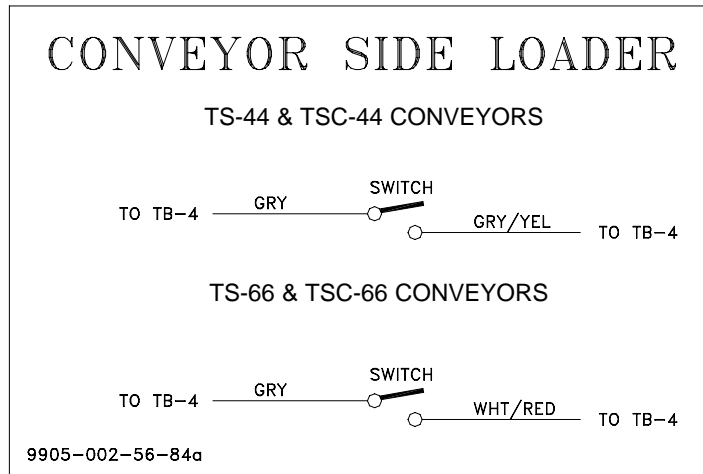 CONVEYOR SIDE LOADER
TS-44 & TSC-44 CONVEYORS
SWITCH
TO TB-4 GRY
GRY/YEL TO TB-4
TS-66 & TSC-66 CONVEYORS
SWITCH
TO TB-4 GRY
WHT/RED TO TB-4
9905-002-56-84a